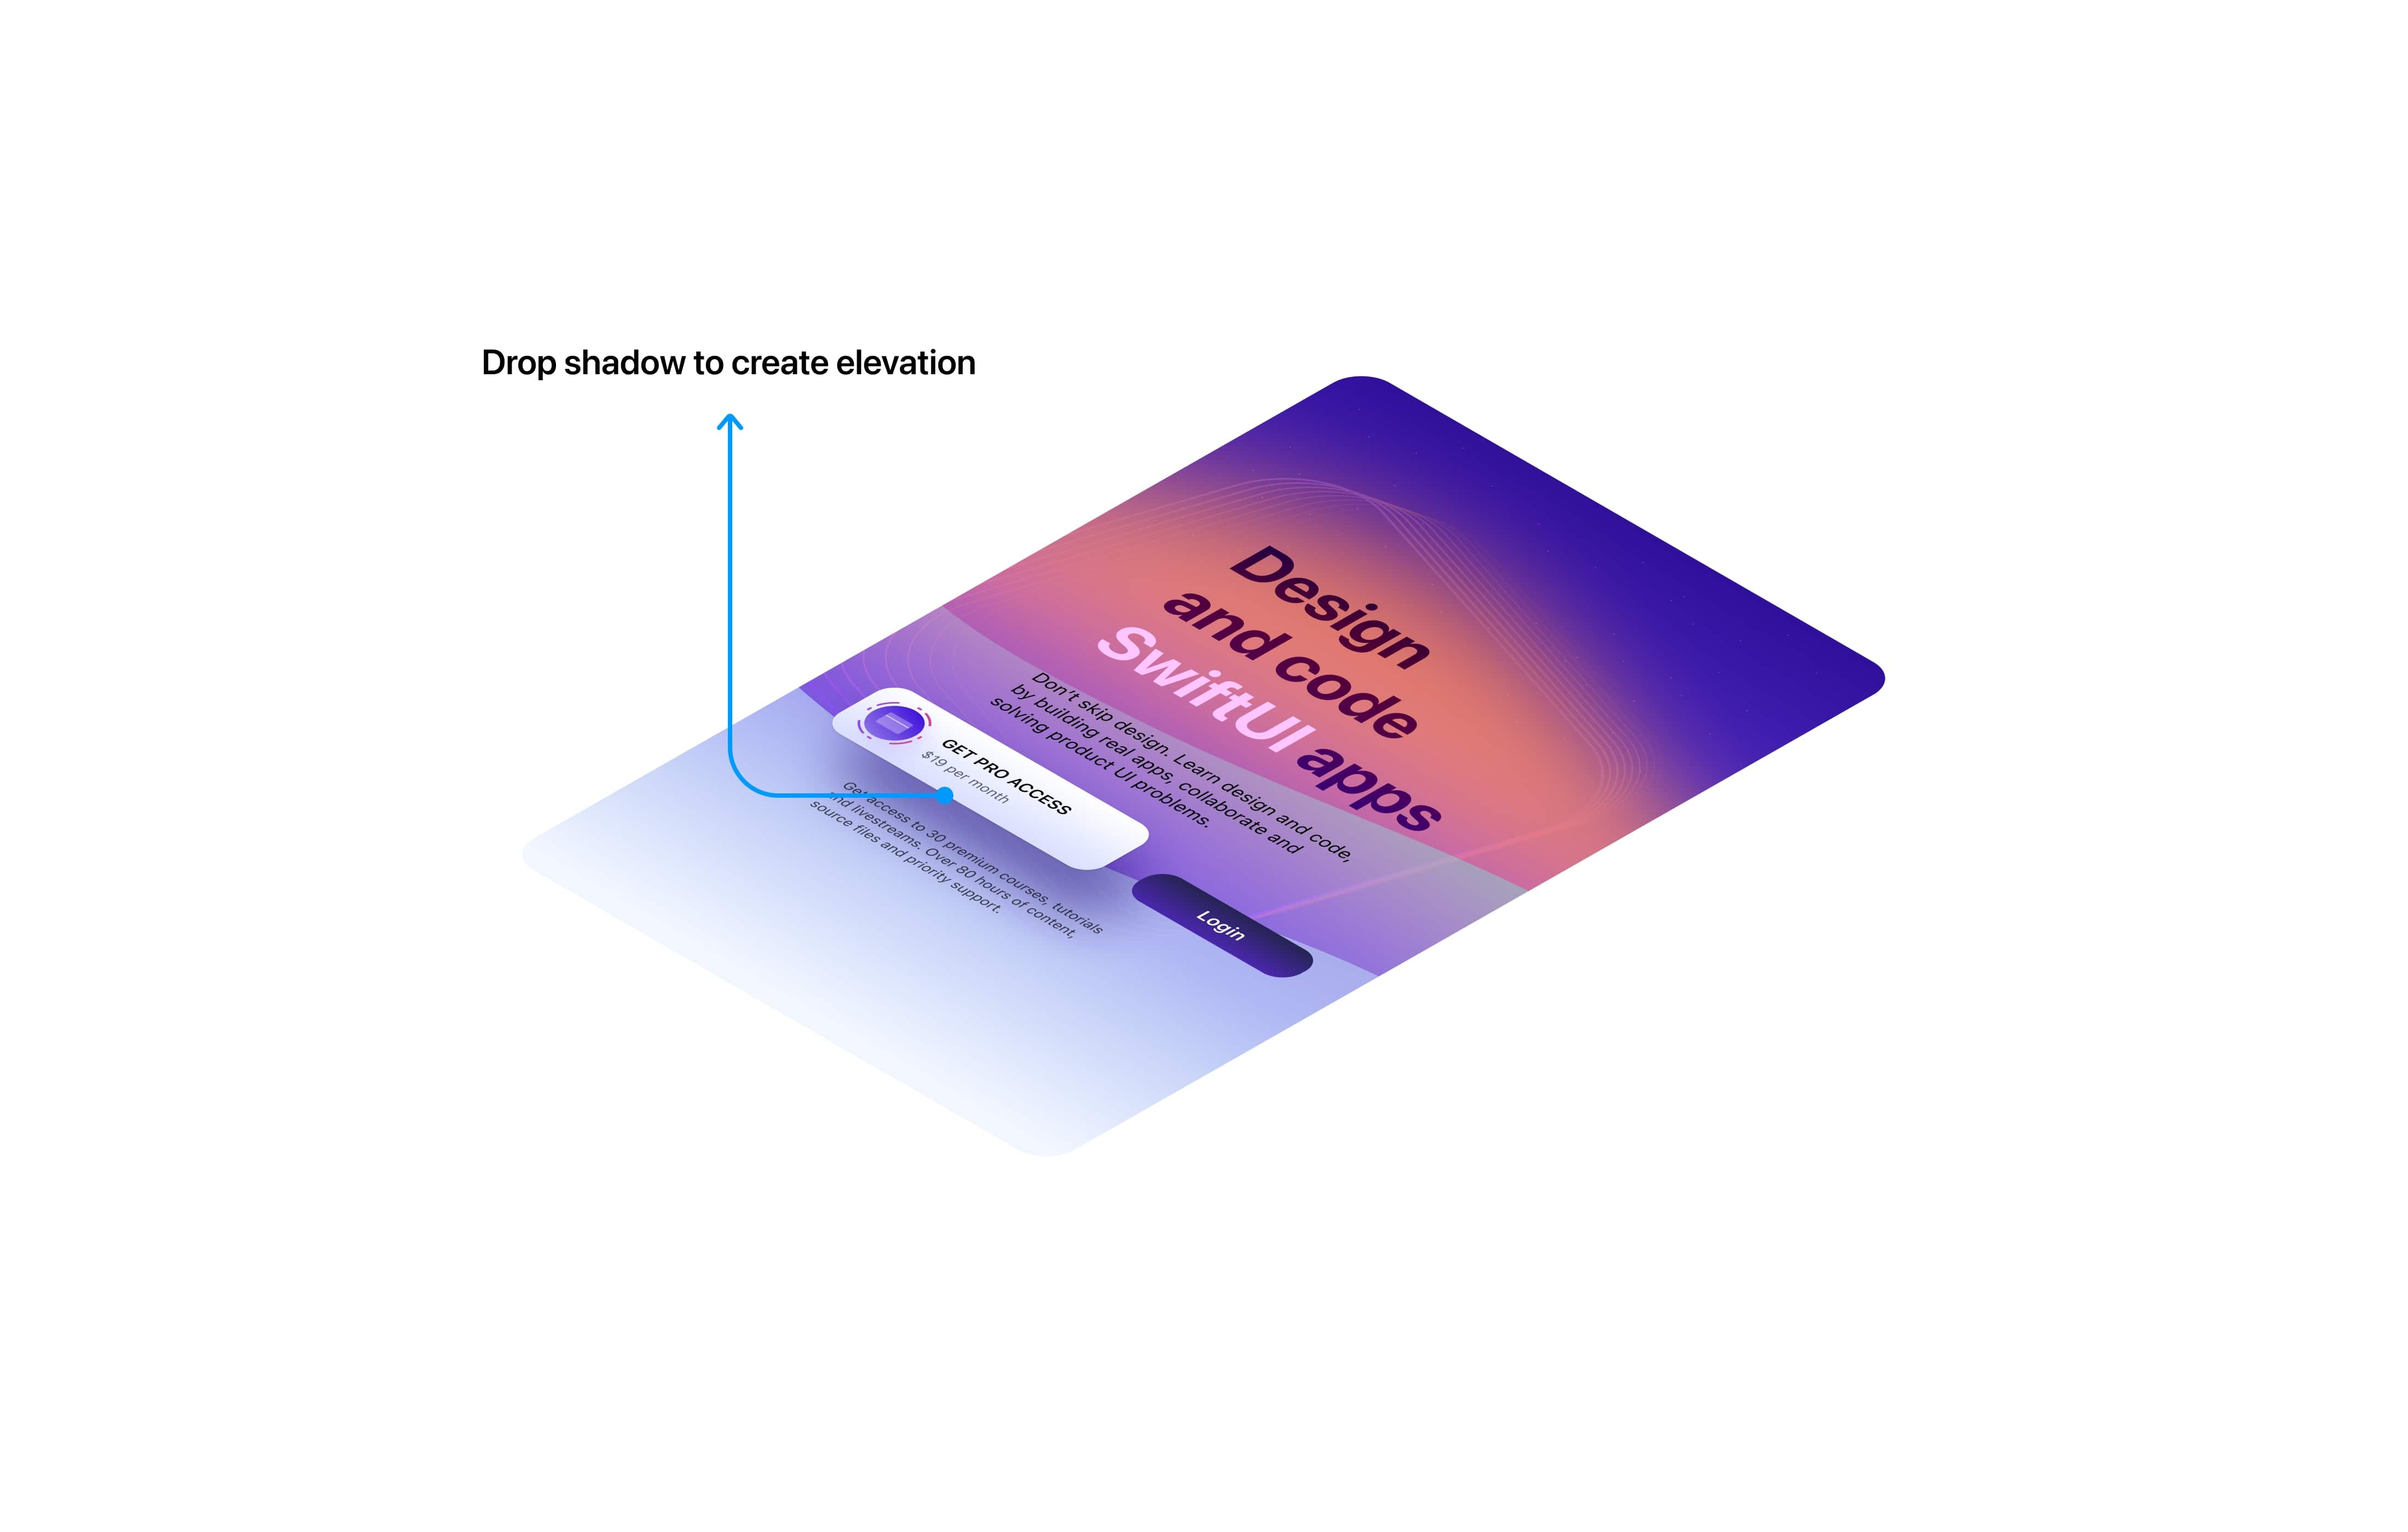 Drop shadow to create elevation
Design
and code
SwiftUI apps
Don't skip design. Learn design and code,
by building real apps, collaborate and
solving product UI problems.
GET PRO ACCESS
$19 per month
Get access to 30 premium courses, tutorials
and livestreams. Over 80 hours of content,
source files and priority support.
Login